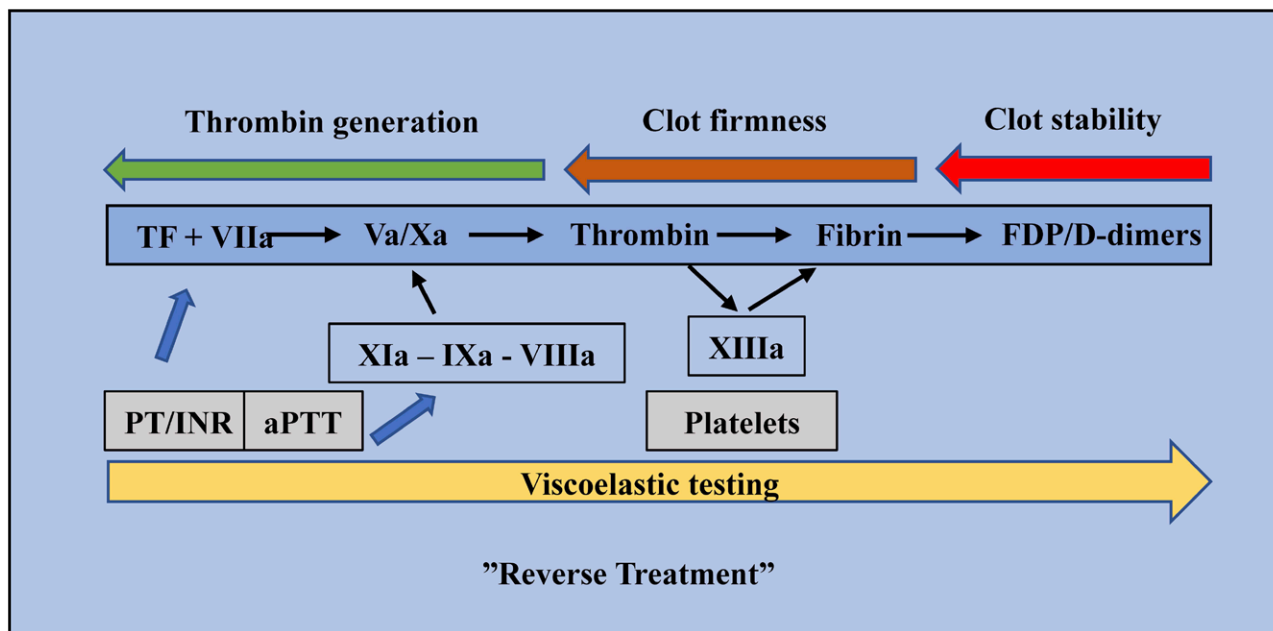 Thrombin generation
Clot firmness
Clot stability
TF + VIIa
Va/Xa
Thrombin
Fibrin
FDP/D-dimers
XIa – IXa - VIIIa
XIIIa
PT/INR
aPTT
Platelets
Viscoelastic testing
”Reverse Treatment”